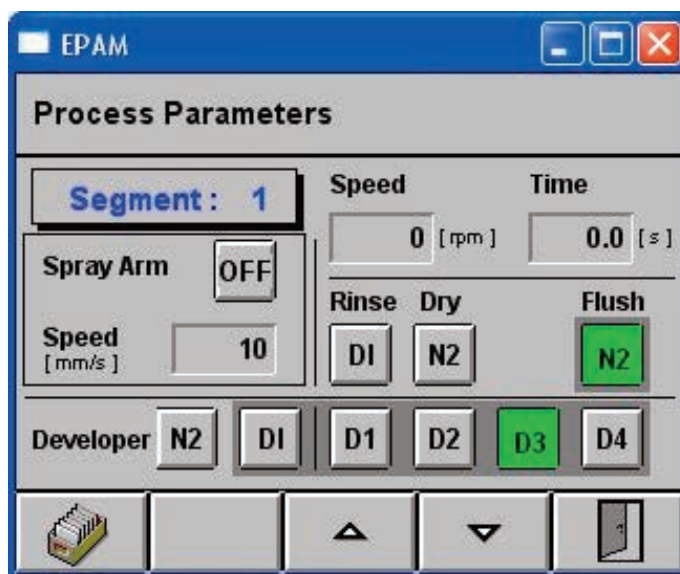 EPAM
Process Parameters
Segment: 1
Speed Time
0 [rpm] 0.0 [s]
Spray Arm OFF
Rinse Dry Flush
Speed
[mm/s] 10
DI N2 N2
Developer N2 DI D1 D2 D3 D4